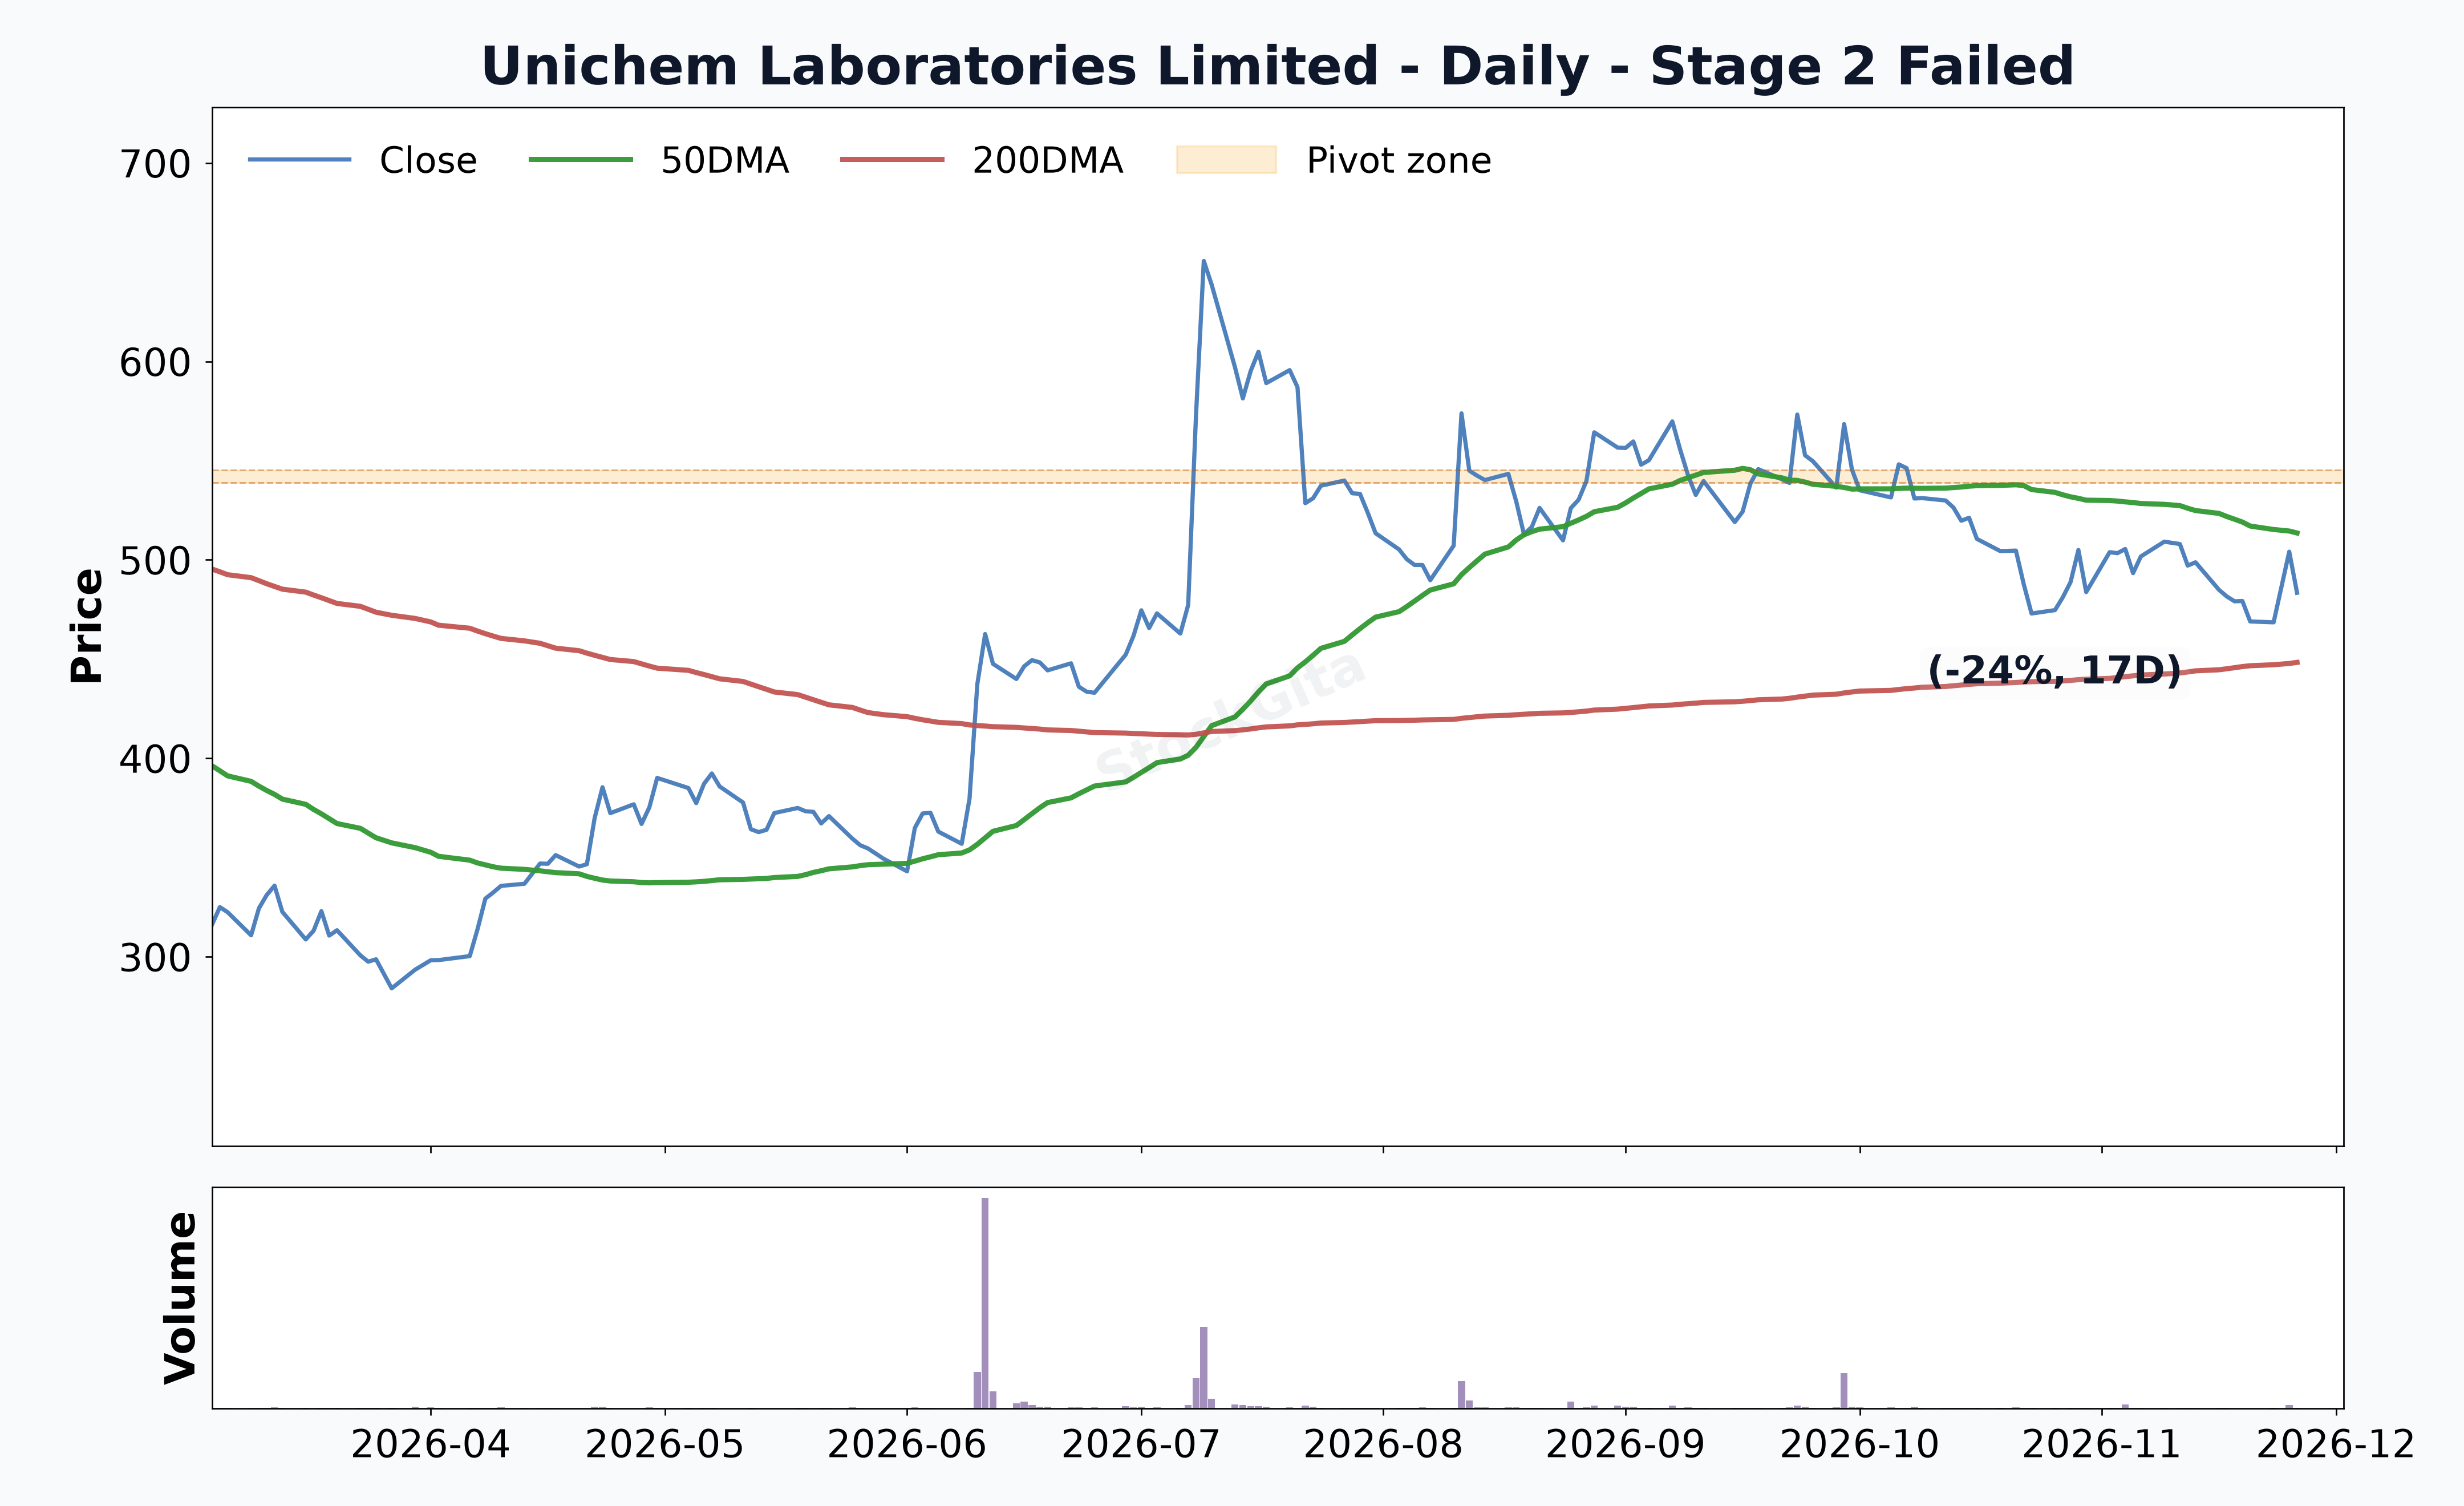 Unichem Laboratories Limited - Daily - Stage 2 Failed
Close 50DMA 200DMA Pivot zone
700
600
500
400
300
Price
(-24%, 17D)
StockGita
Volume
2026-04 2026-05 2026-06 2026-07 2026-08 2026-09 2026-10 2026-11 2026-12